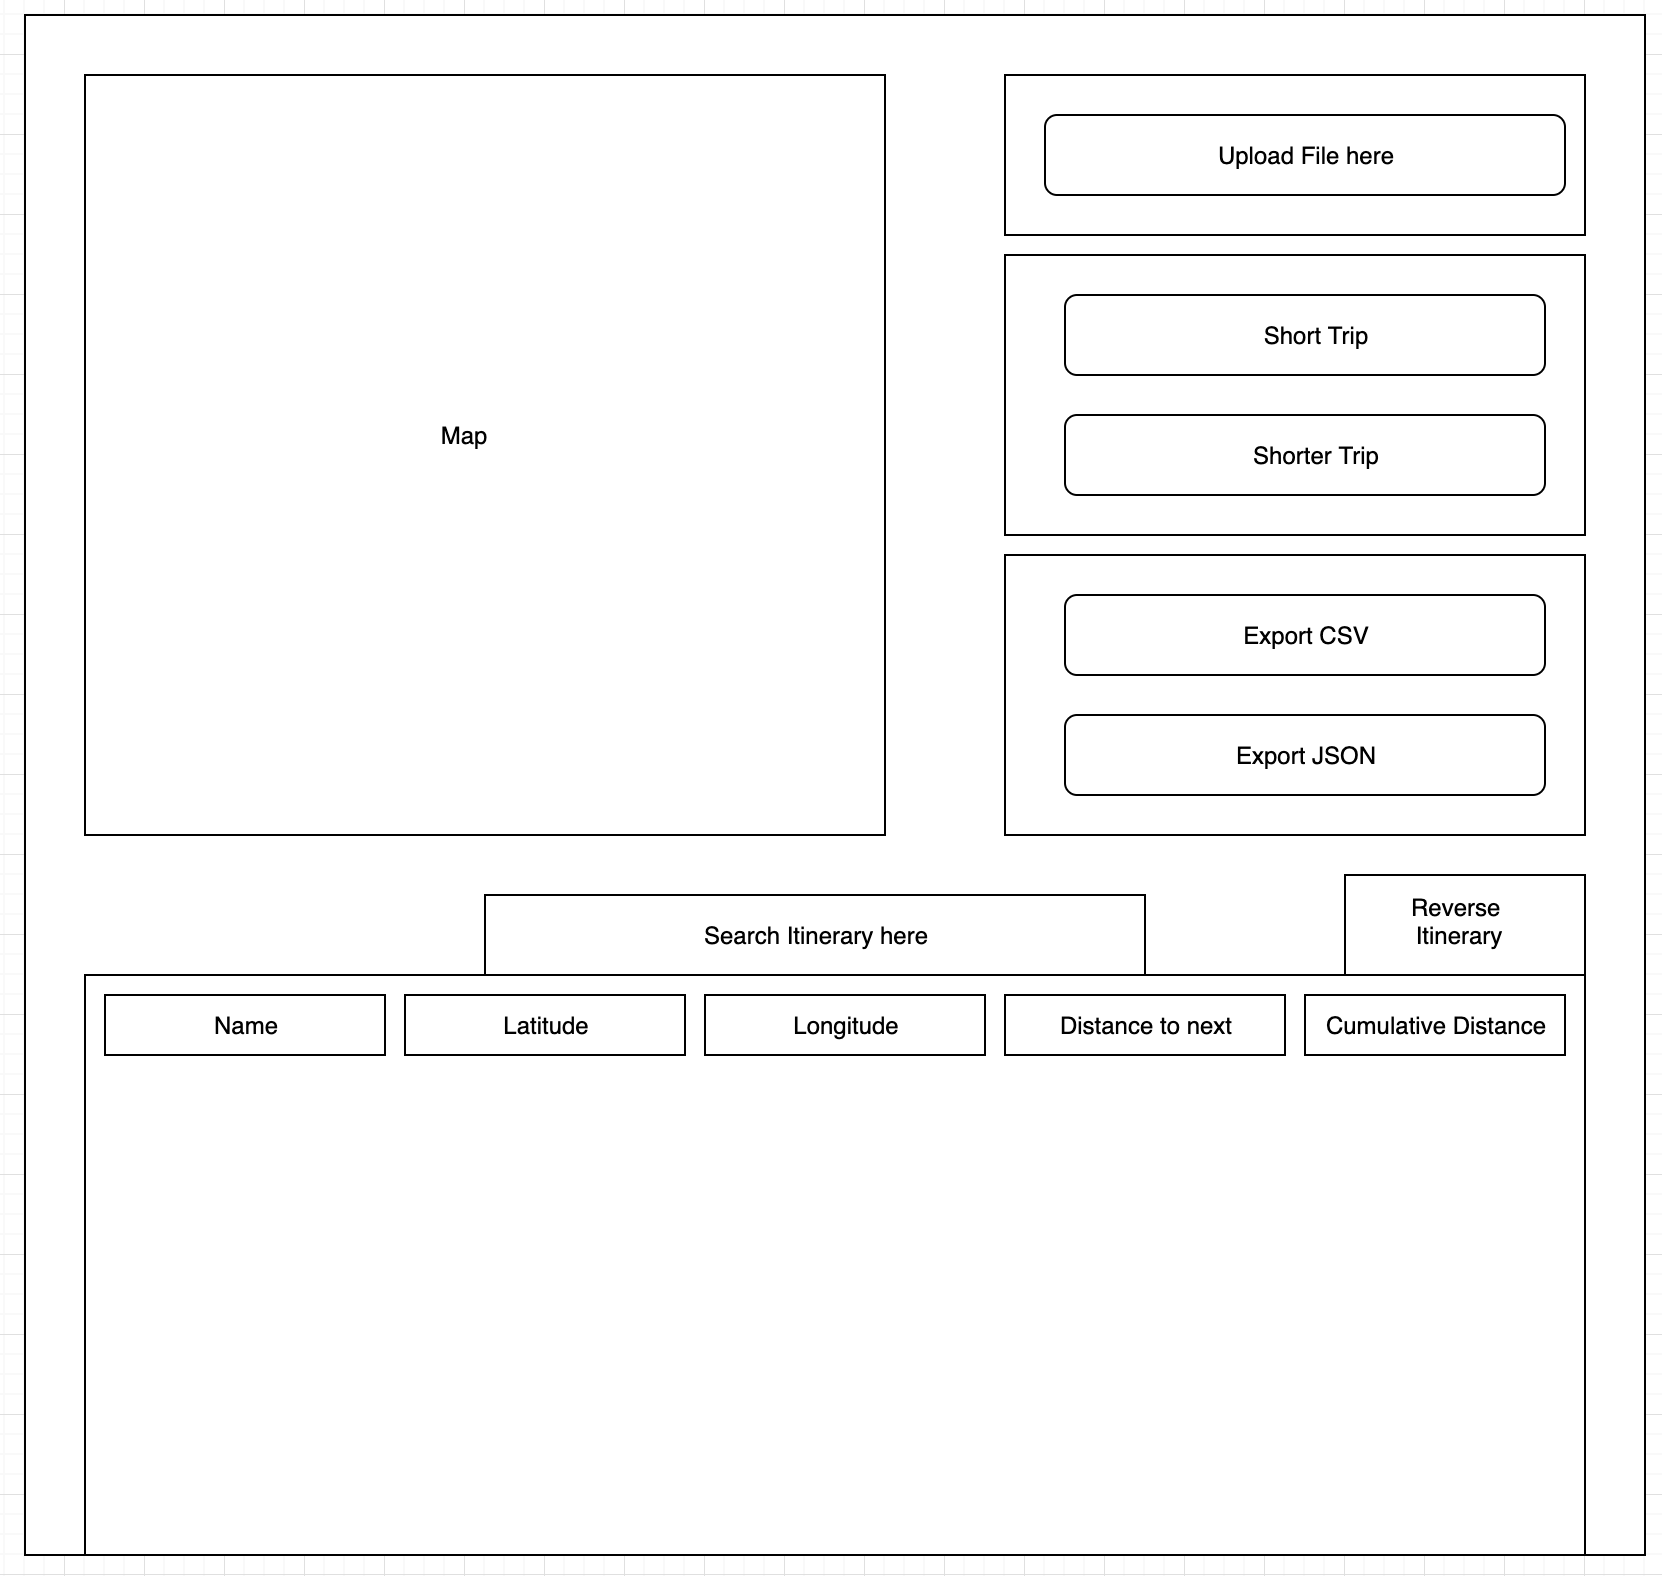 Map
Upload File here
Short Trip
Shorter Trip
Export CSV
Export JSON
Search Itinerary here
Reverse
Itinerary
Name
Latitude
Longitude
Distance to next
Cumulative Distance